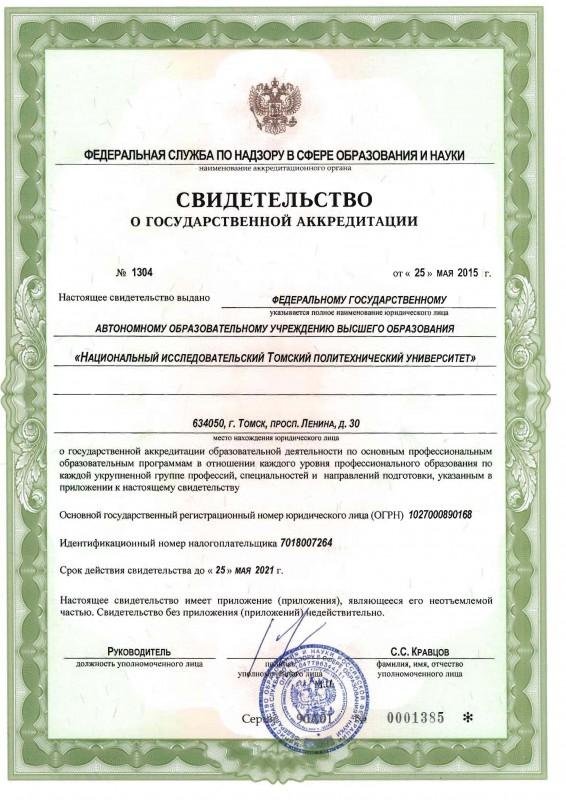 ФЕДЕРАЛЬНАЯ СЛУЖБА ПО НАДЗОРУ В СФЕРЕ ОБРАЗОВАНИЯ И НАУКИ
наименование аккредитационного органа
СВИДЕТЕЛЬСТВО
О ГОСУДАРСТВЕННОЙ АККРЕДИТАЦИИ
№ 1304 от « 25 » МАЯ 2015 г.
Настоящее свидетельство выдано ФЕДЕРАЛЬНОМУ ГОСУДАРСТВЕННОМУ
указывается полное наименование юридического лица
АВТОНОМНОМУ ОБРАЗОВАТЕЛЬНОМУ УЧРЕЖДЕНИЮ ВЫСШЕГО ОБРАЗОВАНИЯ
«НАЦИОНАЛЬНЫЙ ИССЛЕДОВАТЕЛЬСКИЙ ТОМСКИЙ ПОЛИТЕХНИЧЕСКИЙ УНИВЕРСИТЕТ»
634050, г. ТОМСК, ПРОСП. ЛЕНИНА, Д. 30
место нахождения юридического лица
о государственной аккредитации образовательной деятельности по основным профессиональным
образовательным программам в отношении каждого уровня профессионального образования по
каждой укрупненной группе профессий, специальностей и направлений подготовки, указанным в
приложении к настоящему свидетельству
Основной государственный регистрационный номер юридического лица (ОГРН) 1027000890168
Идентификационный номер налогоплательщика 7018007264
Срок действия свидетельства до « 25 » МАЯ 2021 г.
Настоящее свидетельство имеет приложение (приложения), являющееся его неотъемлемой
частью. Свидетельство без приложения (приложений) недействительно.
Руководитель С.С. Кравцов
должность уполномоченного лица подпись фамилия, имя, отчество
уполномоченного лица уполномоченного лица
М.П.
Серия 90А01 № 0001385 *